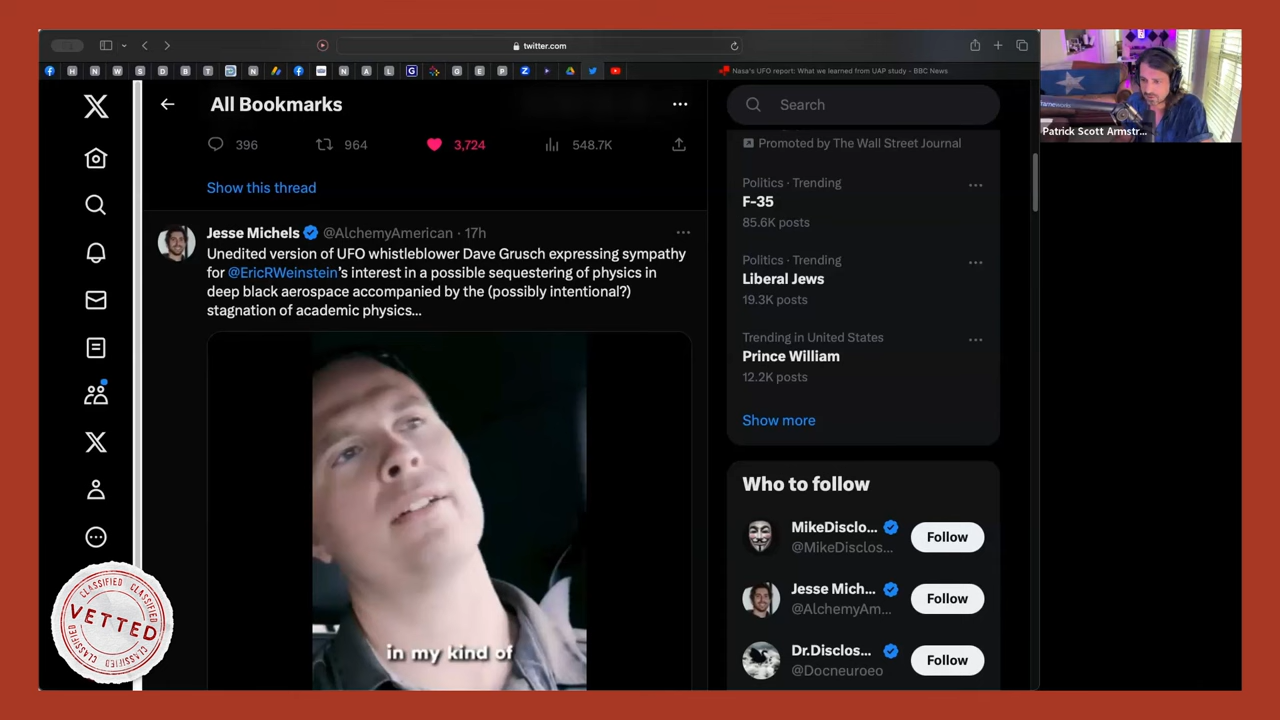 twitter.com
Nasa's UFO report: What we learned from UAP study - BBC News
All Bookmarks
396
964
3,724
548.7K
Show this thread
Jesse Michels @AlchemyAmerican · 17h
Unedited version of UFO whistleblower Dave Grusch expressing sympathy
for @EricRWeinstein's interest in a possible sequestering of physics in
deep black aerospace accompanied by the (possibly intentional?)
stagnation of academic physics...
in my kind of
Search
Promoted by The Wall Street Journal
Politics · Trending
F-35
85.6K posts
Politics · Trending
Liberal Jews
19.3K posts
Trending in United States
Prince William
12.2K posts
Show more
Who to follow
MikeDisclo...
@MikeDisclos...
Follow
Jesse Mich...
@AlchemyAm...
Follow
Dr.Disclos...
@Docneuroeo
Follow
Patrick Scott Armstr...
CLASSIFIED CLASSIFIED
VETTED
CLASSIFIED CLASSIFIED